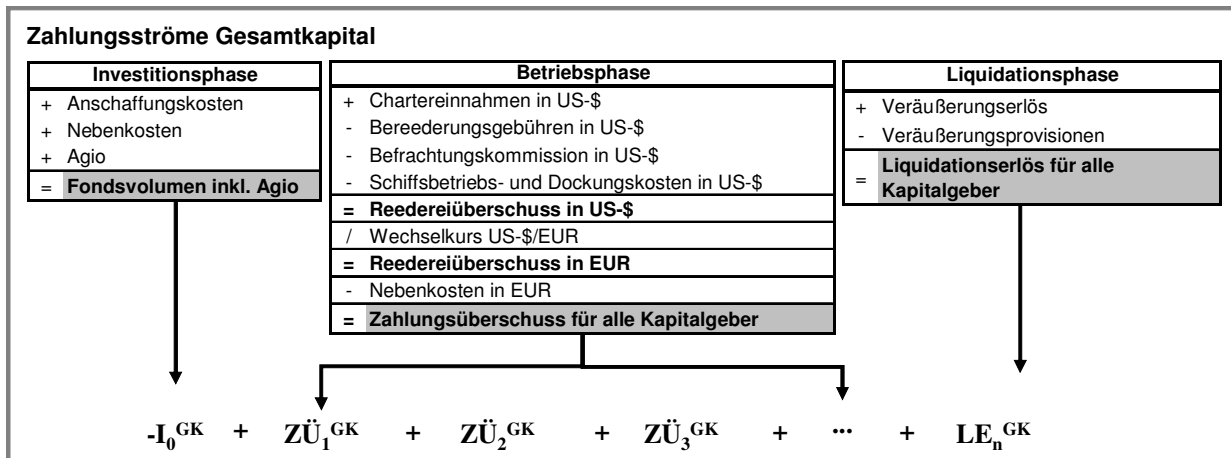 Zahlungsströme Gesamtkapital
Investitionsphase
+ Anschaffungskosten
+ Nebenkosten
+ Agio
= Fondsvolumen inkl. Agio
Betriebsphase
+ Chartereinnahmen in US-$
- Bereederungsgebühren in US-$
- Befrachtungskommission in US-$
- Schiffsbetriebs- und Dockungskosten in US-$
= Reedereiüberschuss in US-$
/ Wechselkurs US-$/EUR
= Reedereiüberschuss in EUR
- Nebenkosten in EUR
= Zahlungsüberschuss für alle Kapitalgeber
Liquidationsphase
+ Veräußerungserlös
- Veräußerungsprovisionen
= Liquidationserlös für alle
Kapitalgeber
-I₀ᴳᴷ + ZÜ₁ᴳᴷ + ZÜ₂ᴳᴷ + ZÜ₃ᴳᴷ + ... + LEₙᴳᴷ